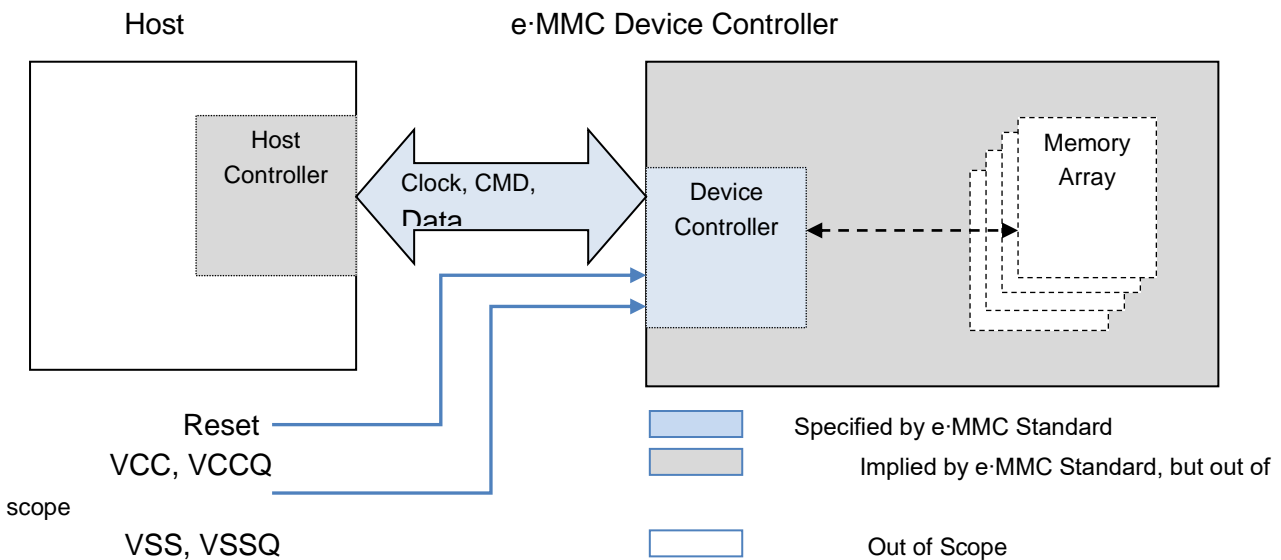 Host
e·MMC Device Controller
Host
Controller
Clock, CMD,
Data
Device
Controller
Memory
Array
Reset
VCC, VCCQ
VSS, VSSQ
Specified by e·MMC Standard
Implied by e·MMC Standard, but out of
scope
Out of Scope